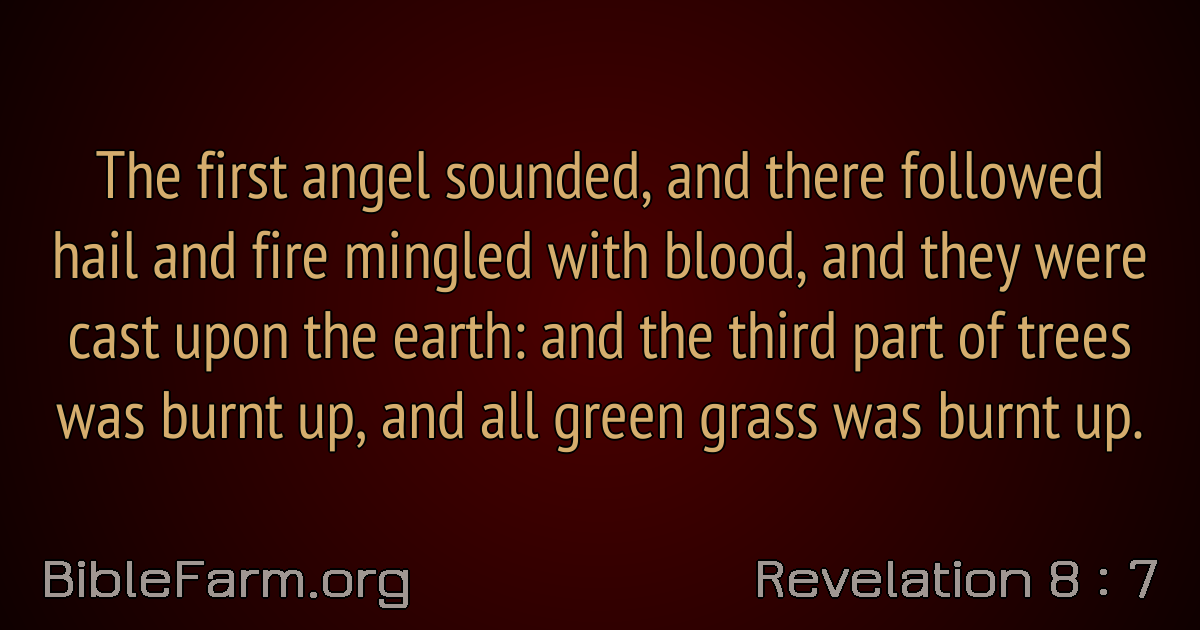 The first angel sounded, and there followed
hail and fire mingled with blood, and they were
cast upon the earth: and the third part of trees
was burnt up, and all green grass was burnt up.
BibleFarm.org
Revelation 8 : 7